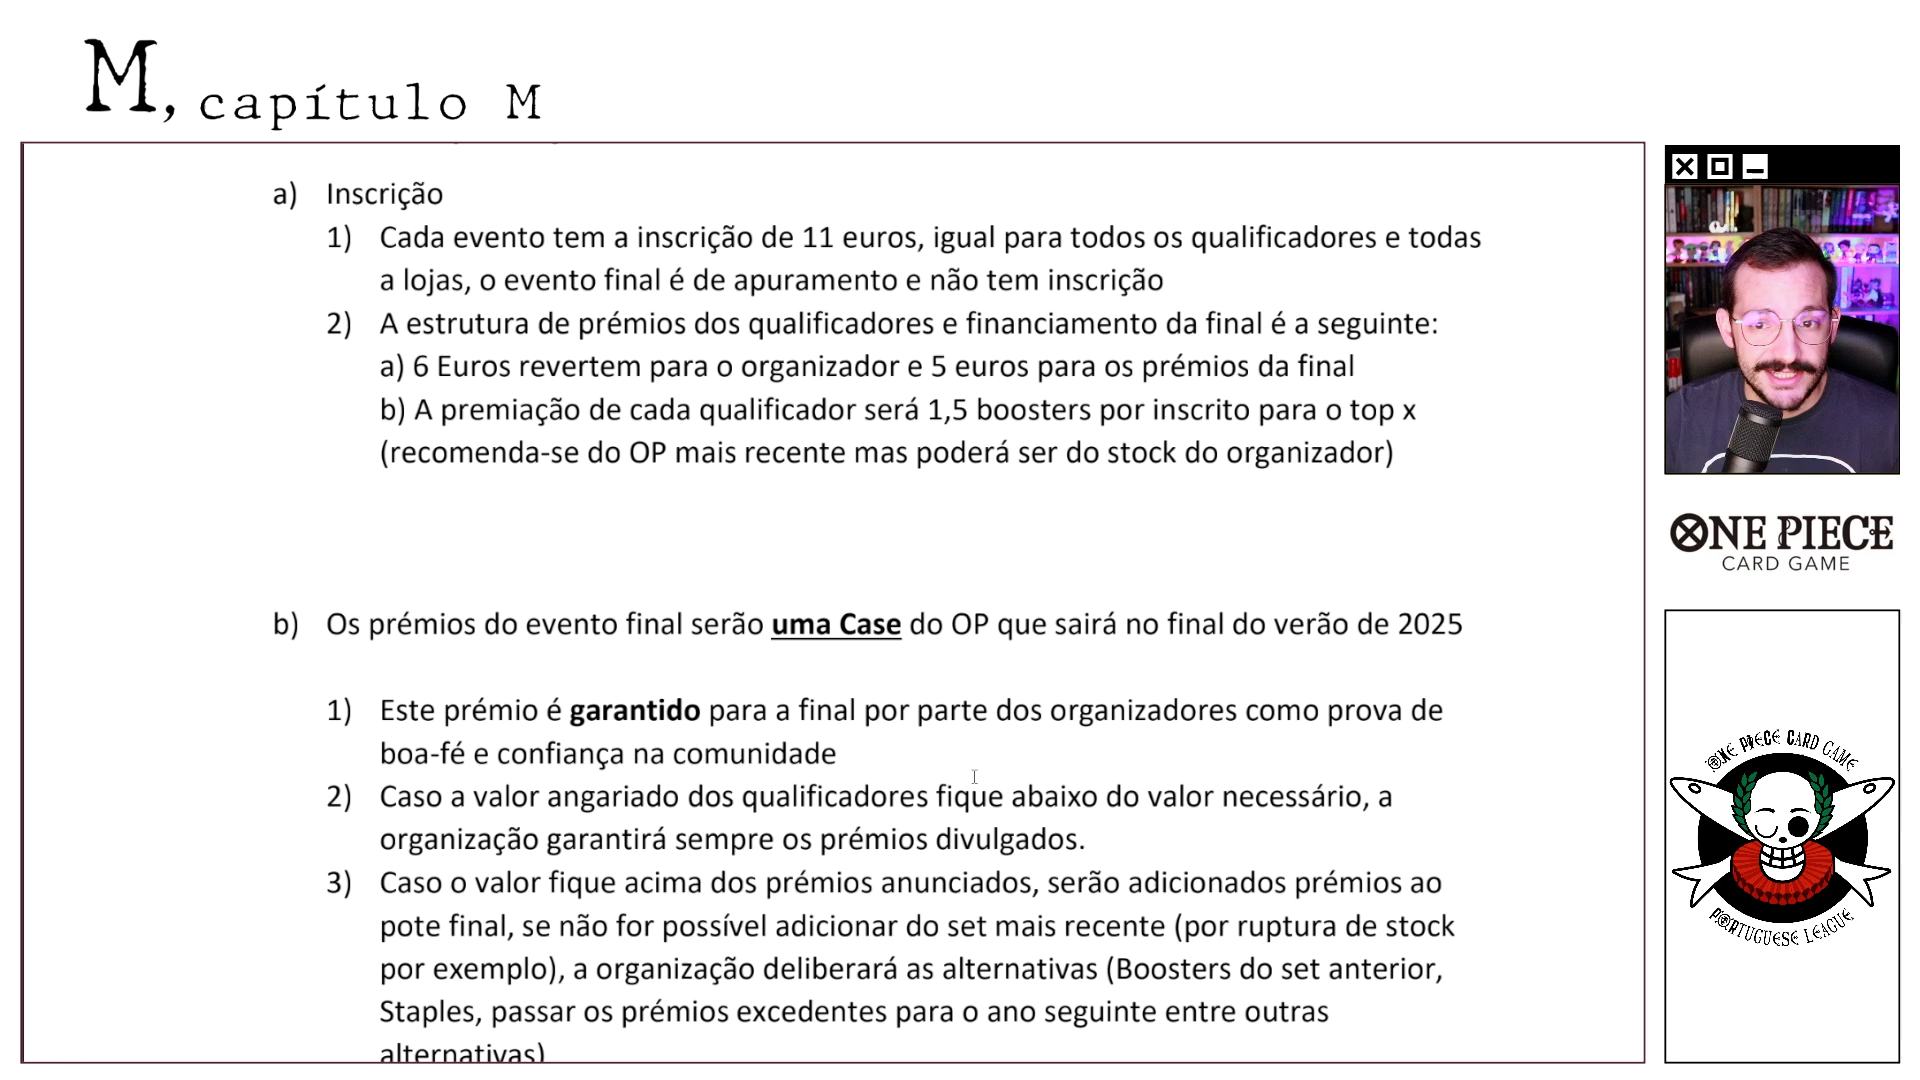 M, capítulo M
a) Inscrição
1) Cada evento tem a inscrição de 11 euros, igual para todos os qualificadores e todas
a lojas, o evento final é de apuramento e não tem inscrição
2) A estrutura de prémios dos qualificadores e financiamento da final é a seguinte:
a) 6 Euros revertem para o organizador e 5 euros para os prémios da final
b) A premiação de cada qualificador será 1,5 boosters por inscrito para o top x
(recomenda-se do OP mais recente mas poderá ser do stock do organizador)
b) Os prémios do evento final serão uma Case do OP que sairá no final do verão de 2025
1) Este prémio é garantido para a final por parte dos organizadores como prova de
boa-fé e confiança na comunidade
2) Caso a valor angariado dos qualificadores fique abaixo do valor necessário, a
organização garantirá sempre os prémios divulgados.
3) Caso o valor fique acima dos prémios anunciados, serão adicionados prémios ao
pote final, se não for possível adicionar do set mais recente (por ruptura de stock
por exemplo), a organização deliberará as alternativas (Boosters do set anterior,
Staples, passar os prémios excedentes para o ano seguinte entre outras
alternativas)
ONE PIECE
CARD GAME
ONE PIECE CARD GAME
PORTUGUESE LEAGUE